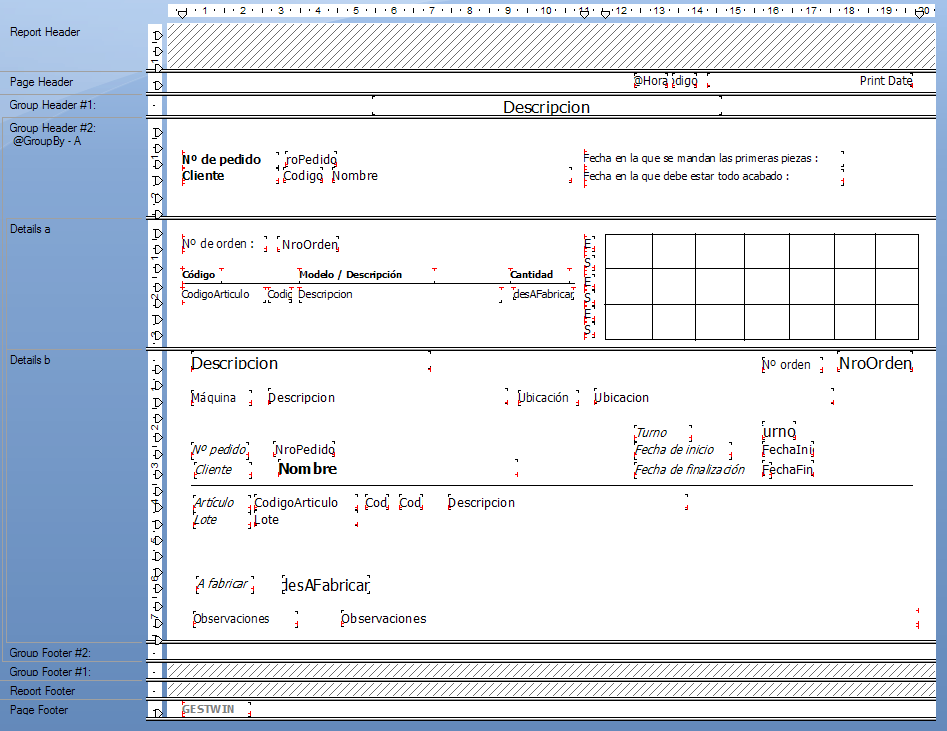 1 2 3 4 5 6 7 8 9 10 11 12 13 14 15 16 17 18 19 20
Report Header
Page Header @Hora digo Print Date
Group Header #1: Descripcion
Group Header #2:
@GroupBy - A
Nº de pedido roPedido Fecha en la que se mandan las primeras piezas :
Cliente Codigo Nombre Fecha en la que debe estar todo acabado :
Details a
Nº de orden : NroOrden
E
S
Código Modelo / Descripción Cantidad
E
CodigoArticulo Codig Descripcion desAFabricar
S
E
S
Details b Descripcion Nº orden NroOrden
Máquina Descripcion Ubicación Ubicacion
Turno urno
Nº pedido NroPedido Fecha de inicio FechaIni
Cliente Nombre Fecha de finalización FechaFin
Artículo CodigoArticulo Cod Cod Descripcion
Lote Lote
A fabricar desAFabricar
Observaciones Observaciones
Group Footer #2:
Group Footer #1:
Report Footer
Page Footer GESTWIN